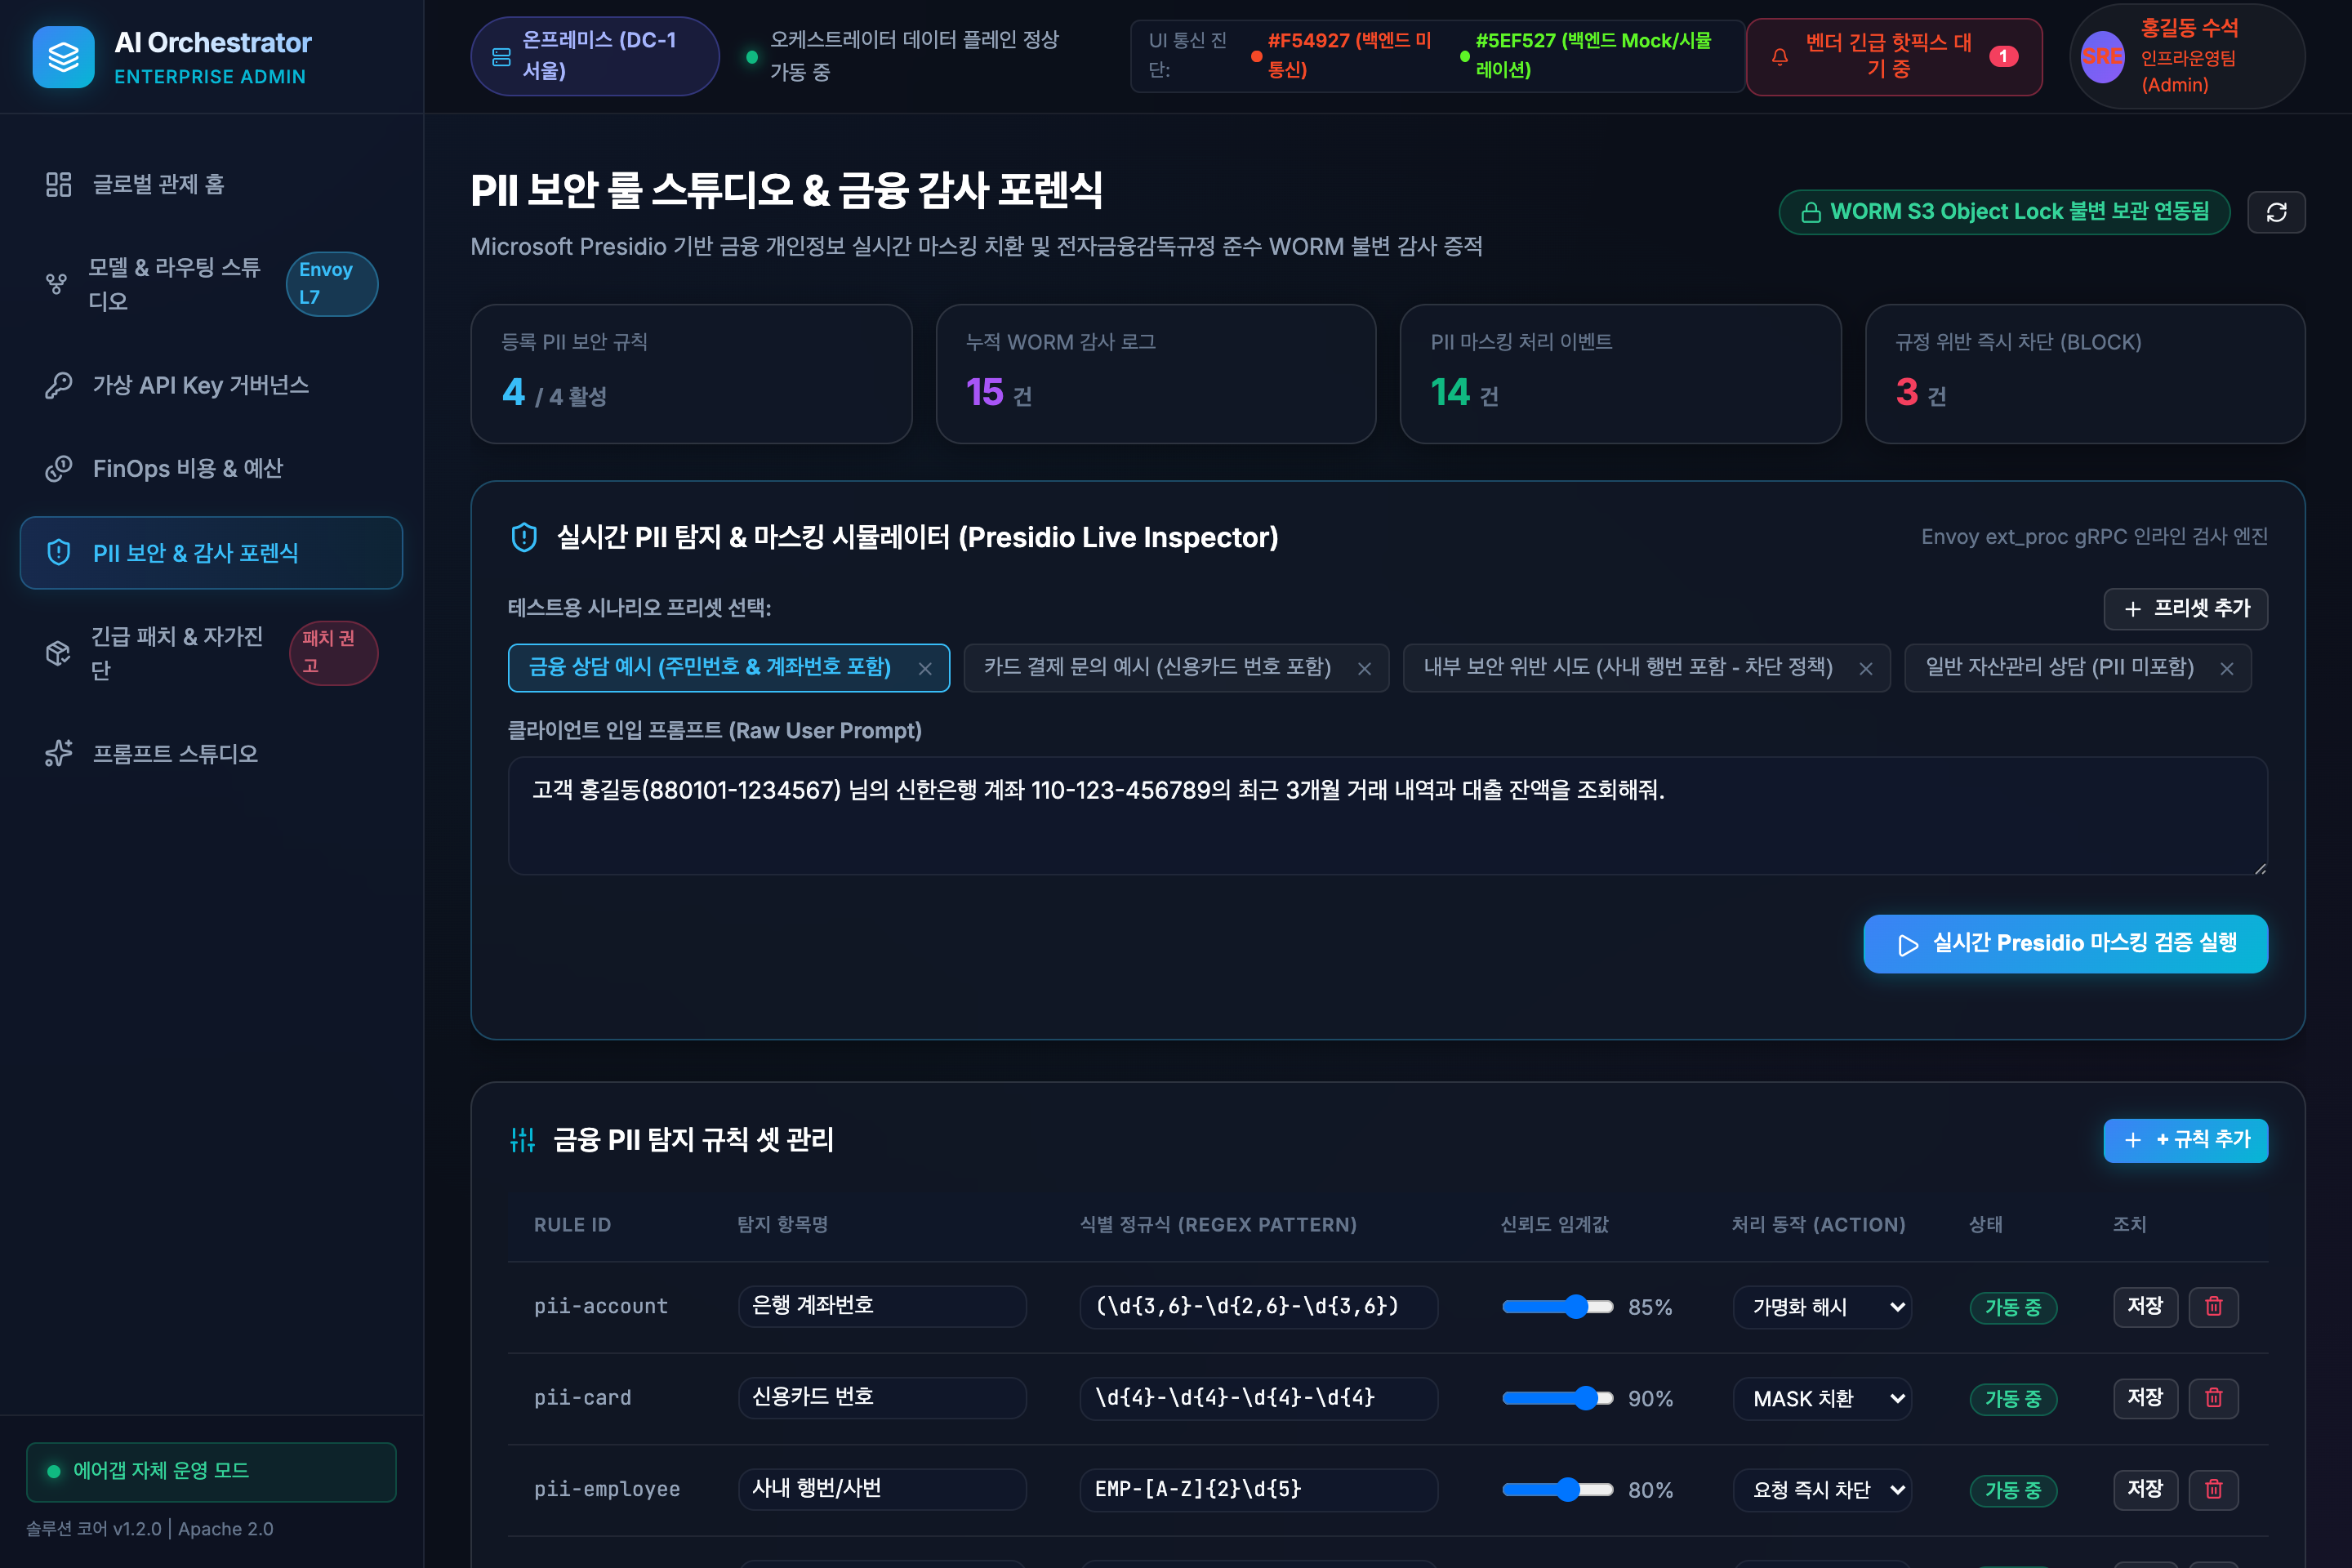 AI Orchestrator
ENTERPRISE ADMIN
온프레미스 (DC-1
서울)
오케스트레이터 데이터 플레인 정상
가동 중
UI 통신 진
단:
#F54927 (백엔드 미
통신)
#5EF527 (백엔드 Mock/시뮬
레이션)
벤더 긴급 핫픽스 대
기 중
1
SRE
홍길동 수석
인프라운영팀
(Admin)
글로벌 관제 홈
모델 & 라우팅 스튜
디오
Envoy
L7
가상 API Key 거버넌스
FinOps 비용 & 예산
PII 보안 & 감사 포렌식
긴급 패치 & 자가진
단
패치 권
고
프롬프트 스튜디오
에어갭 자체 운영 모드
솔루션 코어 v1.2.0 | Apache 2.0
PII 보안 룰 스튜디오 & 금융 감사 포렌식
Microsoft Presidio 기반 금융 개인정보 실시간 마스킹 치환 및 전자금융감독규정 준수 WORM 불변 감사 증적
WORM S3 Object Lock 불변 보관 연동됨
등록 PII 보안 규칙
4 / 4 활성
누적 WORM 감사 로그
15 건
PII 마스킹 처리 이벤트
14 건
규정 위반 즉시 차단 (BLOCK)
3 건
실시간 PII 탐지 & 마스킹 시뮬레이터 (Presidio Live Inspector)
Envoy ext_proc gRPC 인라인 검사 엔진
테스트용 시나리오 프리셋 선택:
프리셋 추가
금융 상담 예시 (주민번호 & 계좌번호 포함)
카드 결제 문의 예시 (신용카드 번호 포함)
내부 보안 위반 시도 (사내 행번 포함 - 차단 정책)
일반 자산관리 상담 (PII 미포함)
클라이언트 인입 프롬프트 (Raw User Prompt)
고객 홍길동(880101-1234567) 님의 신한은행 계좌 110-123-456789의 최근 3개월 거래 내역과 대출 잔액을 조회해줘.
실시간 Presidio 마스킹 검증 실행
금융 PII 탐지 규칙 셋 관리
+ 규칙 추가
RULE ID 탐지 항목명 식별 정규식 (REGEX PATTERN) 신뢰도 임계값 처리 동작 (ACTION) 상태 조치
pii-account 은행 계좌번호 (\d{3,6}-\d{2,6}-\d{3,6}) 85% 가명화 해시 가동 중 저장
pii-card 신용카드 번호 \d{4}-\d{4}-\d{4}-\d{4} 90% MASK 치환 가동 중 저장
pii-employee 사내 행번/사번 EMP-[A-Z]{2}\d{5} 80% 요청 즉시 차단 가동 중 저장